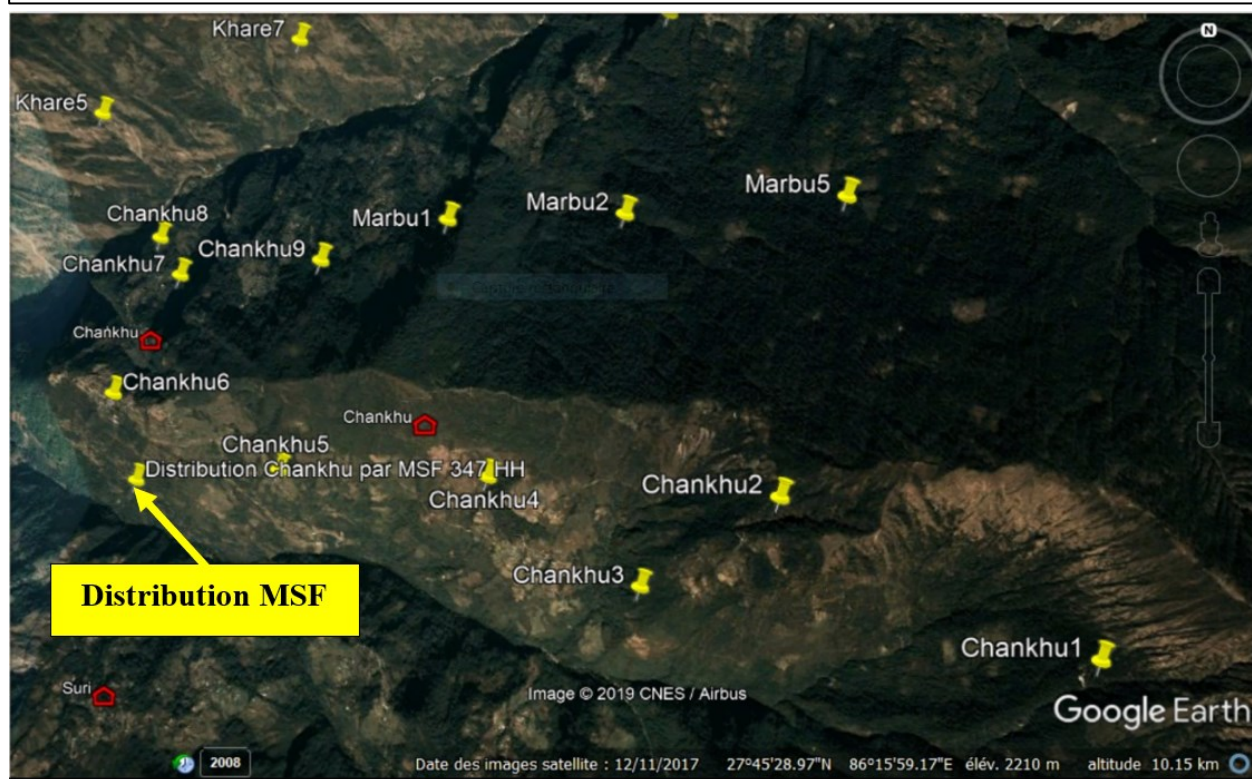 Khare7
N
Khare5
Marbu5
Marbu2
Chankhu8
Marbu1
Chankhu9
Chankhu7
Chankhu
Chankhu6
Chankhu
Chankhu5
Distribution Chankhu par MSF 347 HH
Chankhu2
Chankhu4
Chankhu3
Distribution MSF
Chankhu1
Suri
Image © 2019 CNES / Airbus
Google Earth
2008
Date des images satellite : 12/11/2017 27°45'28.97"N 86°15'59.17"E élév. 2210 m altitude 10.15 km